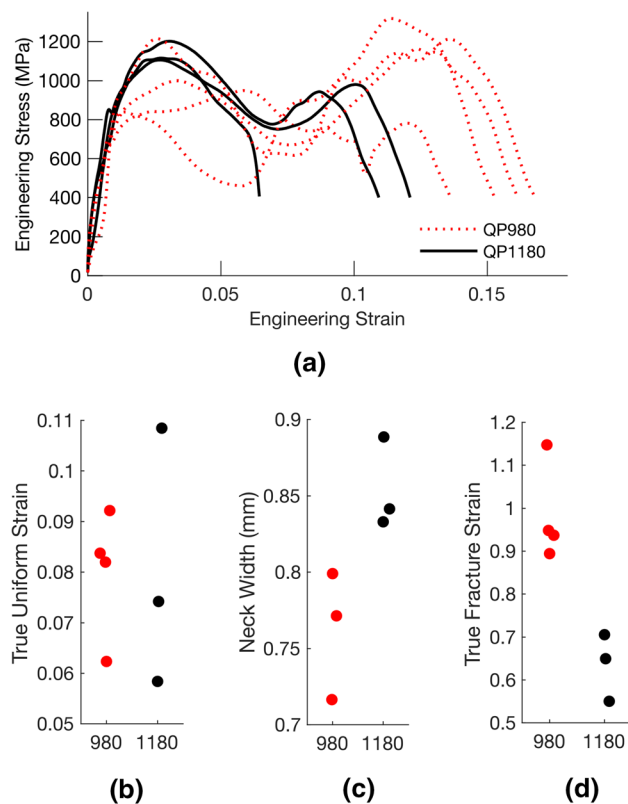 1200
1000
800
600
400
200
0
Engineering Stress (MPa)
QP980
QP1180
0 0.05 0.1 0.15
Engineering Strain
(a)
0.11
0.1
0.09
0.08
0.07
0.06
0.05
True Uniform Strain
980 1180
(b)
0.9
0.85
0.8
0.75
0.7
Neck Width (mm)
980 1180
(c)
1.2
1.1
1
0.9
0.8
0.7
0.6
0.5
True Fracture Strain
980 1180
(d)